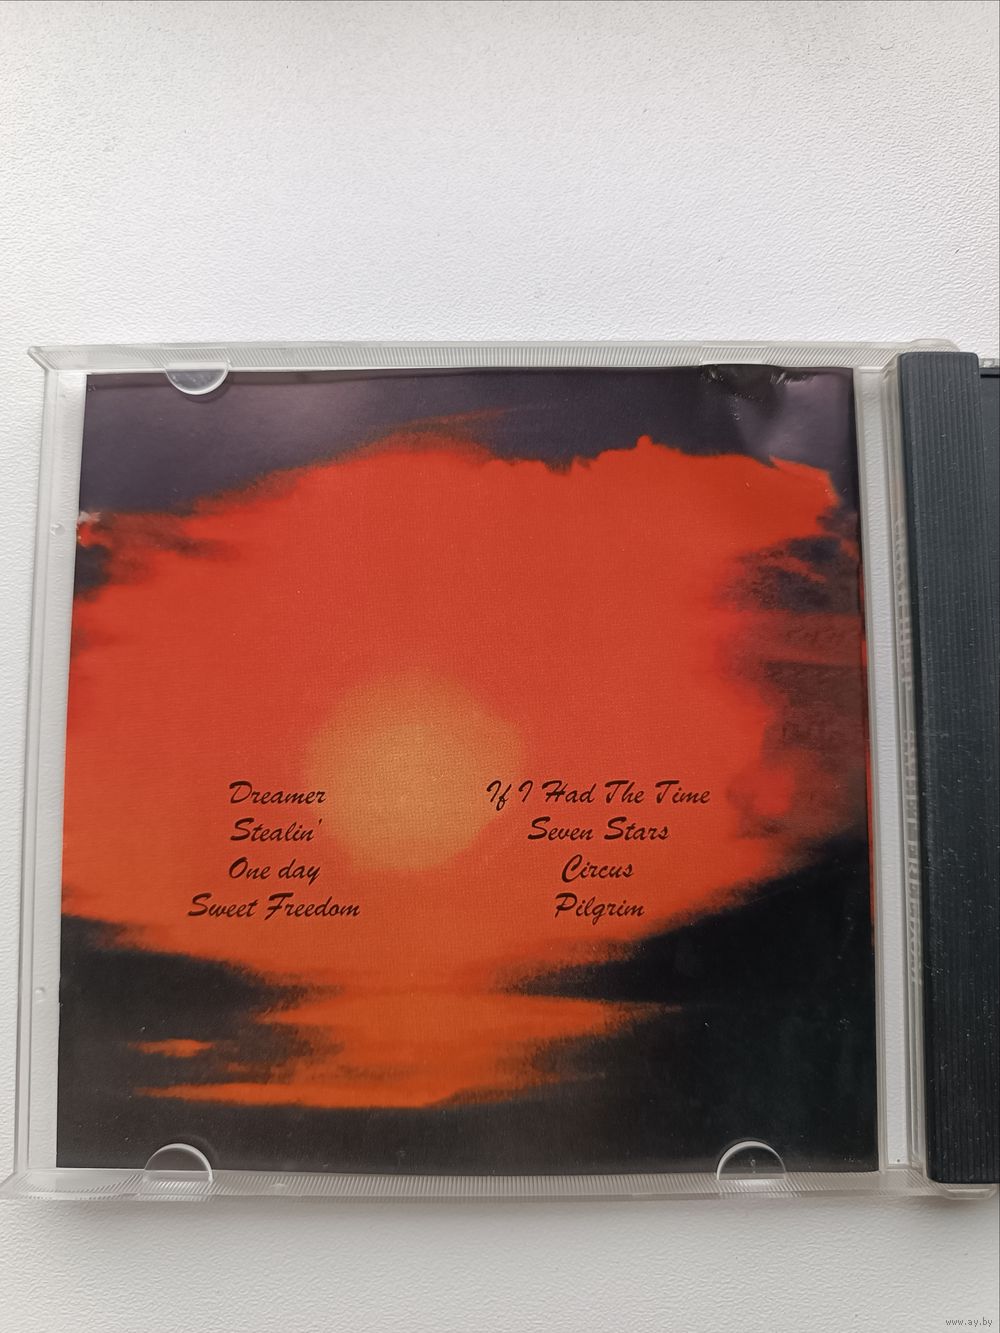 Dreamer
Stealin'
One day
Sweet Freedom
If I Had The Time
Seven Stars
Circus
Pilgrim
www.ay.by